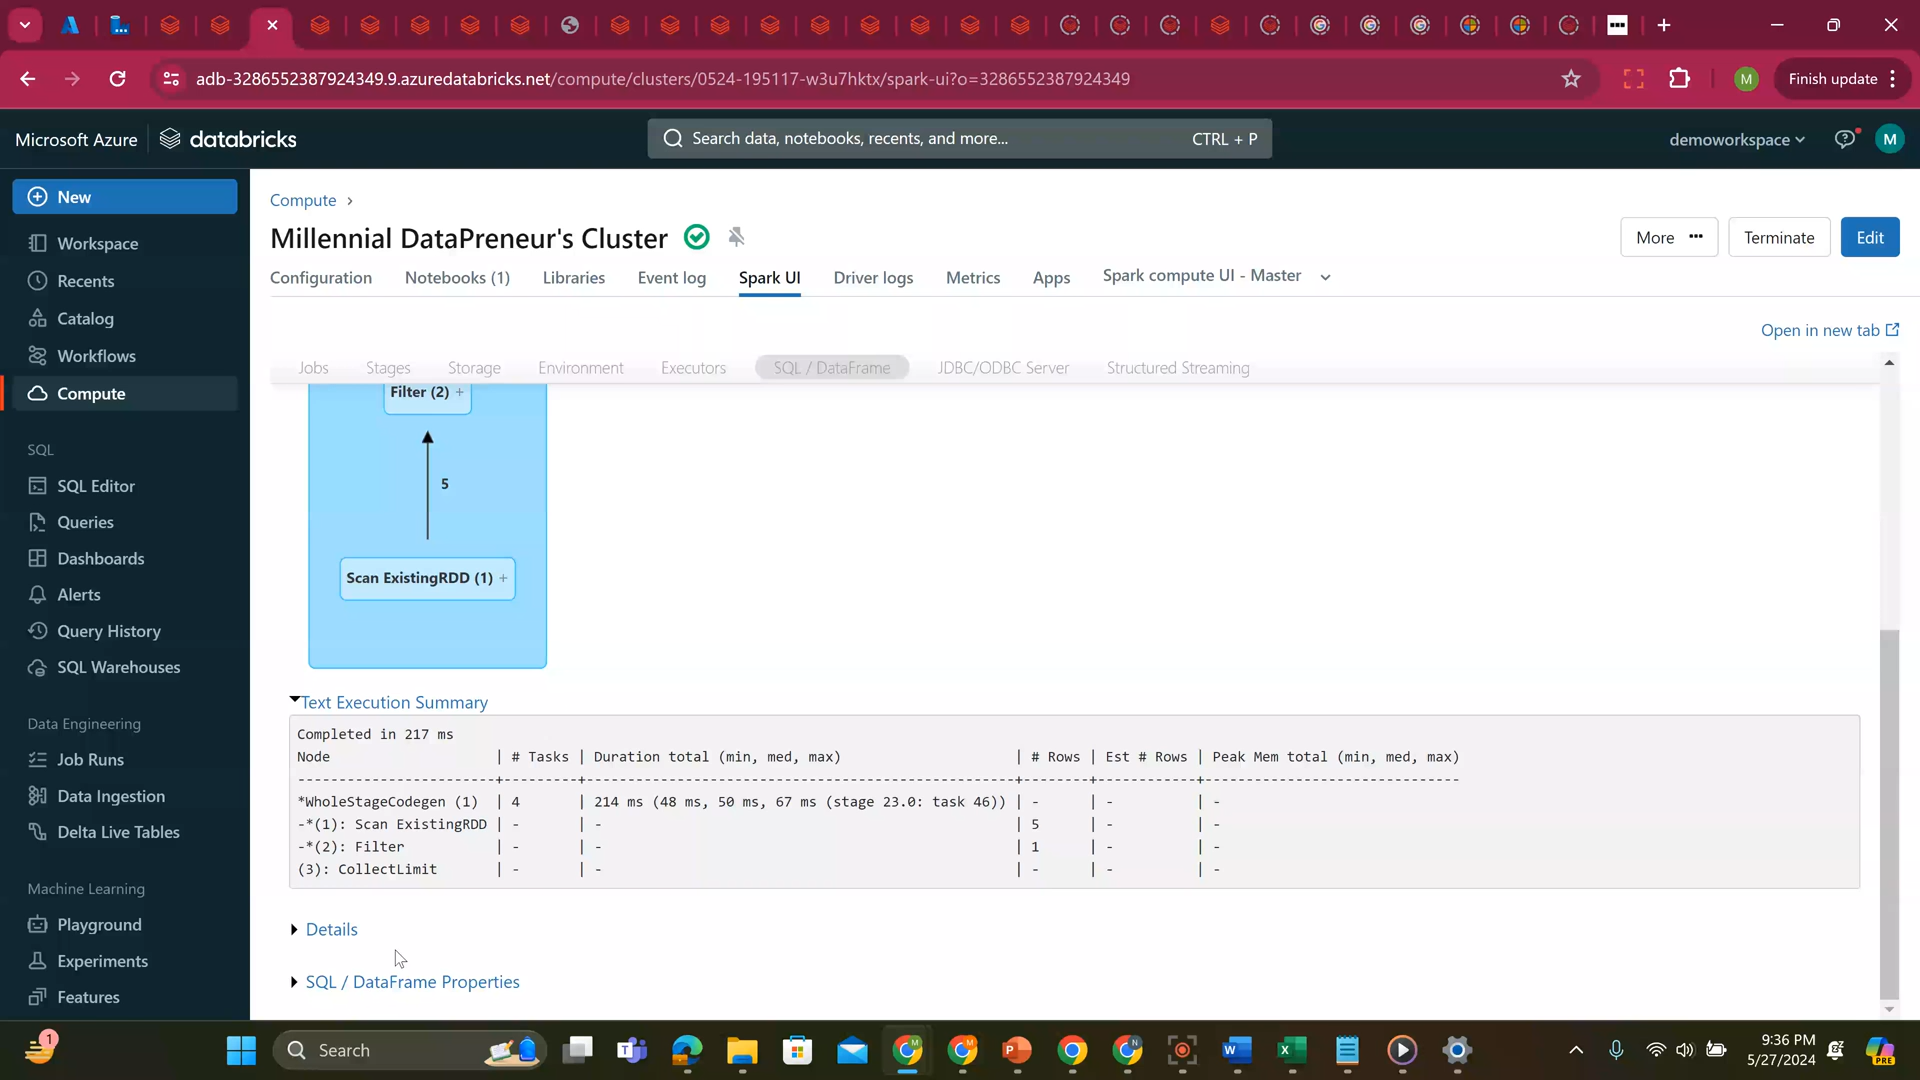 adb-3286552387924349.9.azuredatabricks.net/compute/clusters/0524-195117-w3u7hktx/spark-ui?o=3286552387924349
M
Finish update
Microsoft Azure
databricks
Search data, notebooks, recents, and more...
CTRL + P
demoworkspace
M
New
Workspace
Recents
Catalog
Workflows
Compute
SQL
SQL Editor
Queries
Dashboards
Alerts
Query History
SQL Warehouses
Data Engineering
Job Runs
Data Ingestion
Delta Live Tables
Machine Learning
Playground
Experiments
Features
Compute ›
Millennial DataPreneur's Cluster
More ···
Terminate
Edit
Configuration
Notebooks (1)
Libraries
Event log
Spark UI
Driver logs
Metrics
Apps
Spark compute UI - Master
Open in new tab
Jobs
Stages
Storage
Environment
Executors
SQL / DataFrame
JDBC/ODBC Server
Structured Streaming
Filter (2) +
5
Scan ExistingRDD (1) +
Text Execution Summary
Completed in 217 ms
Node | # Tasks | Duration total (min, med, max) | # Rows | Est # Rows | Peak Mem total (min, med, max)
-----------------------+---------+---------------------------------------------------+--------+------------+-------------------------------
*WholeStageCodegen (1) | 4 | 214 ms (48 ms, 50 ms, 67 ms (stage 23.0: task 46)) | - | - | -
-*(1): Scan ExistingRDD | - | - | 5 | - | -
-*(2): Filter | - | - | 1 | - | -
(3): CollectLimit | - | - | - | - | -
Details
SQL / DataFrame Properties
1
Search
9:36 PM
5/27/2024
PRE